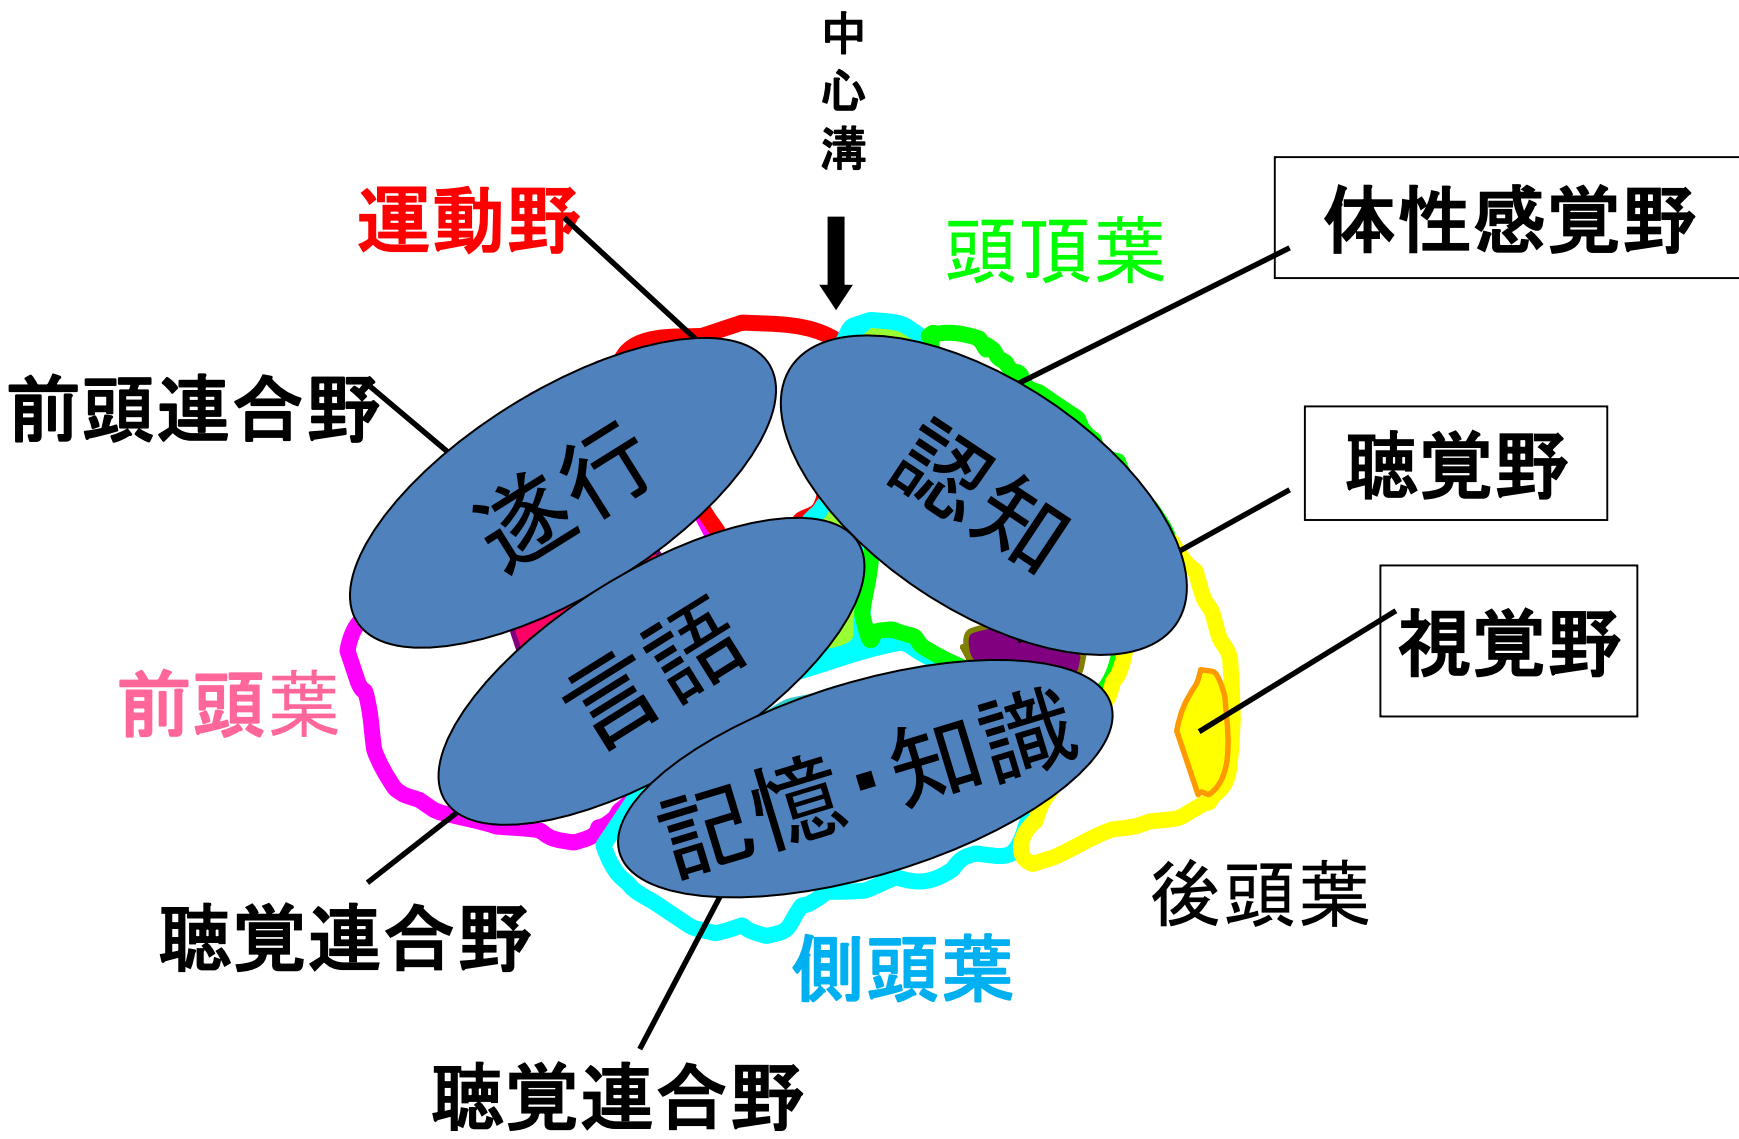 中心溝
運動野
体性感覚野
頭頂葉
前頭連合野
聴覚野
遂行
認知
視覚野
言語
前頭葉
記憶・知識
後頭葉
聴覚連合野
側頭葉
聴覚連合野